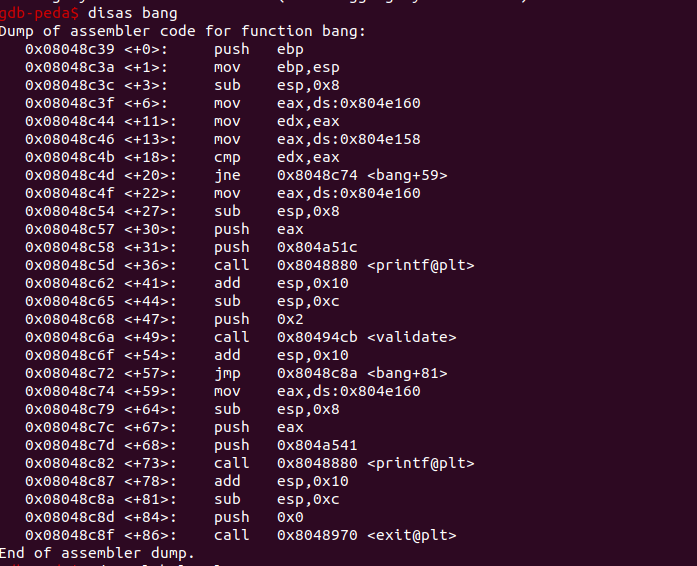 gdb-peda$ disas bang
Dump of assembler code for function bang:
   0x08048c39 <+0>:     push   ebp
   0x08048c3a <+1>:     mov    ebp,esp
   0x08048c3c <+3>:     sub    esp,0x8
   0x08048c3f <+6>:     mov    eax,ds:0x804e160
   0x08048c44 <+11>:    mov    edx,eax
   0x08048c46 <+13>:    mov    eax,ds:0x804e158
   0x08048c4b <+18>:    cmp    edx,eax
   0x08048c4d <+20>:    jne    0x8048c74 <bang+59>
   0x08048c4f <+22>:    mov    eax,ds:0x804e160
   0x08048c54 <+27>:    sub    esp,0x8
   0x08048c57 <+30>:    push   eax
   0x08048c58 <+31>:    push   0x804a51c
   0x08048c5d <+36>:    call   0x8048880 <printf@plt>
   0x08048c62 <+41>:    add    esp,0x10
   0x08048c65 <+44>:    sub    esp,0xc
   0x08048c68 <+47>:    push   0x2
   0x08048c6a <+49>:    call   0x80494cb <validate>
   0x08048c6f <+54>:    add    esp,0x10
   0x08048c72 <+57>:    jmp    0x8048c8a <bang+81>
   0x08048c74 <+59>:    mov    eax,ds:0x804e160
   0x08048c79 <+64>:    sub    esp,0x8
   0x08048c7c <+67>:    push   eax
   0x08048c7d <+68>:    push   0x804a541
   0x08048c82 <+73>:    call   0x8048880 <printf@plt>
   0x08048c87 <+78>:    add    esp,0x10
   0x08048c8a <+81>:    sub    esp,0xc
   0x08048c8d <+84>:    push   0x0
   0x08048c8f <+86>:    call   0x8048970 <exit@plt>
End of assembler dump.